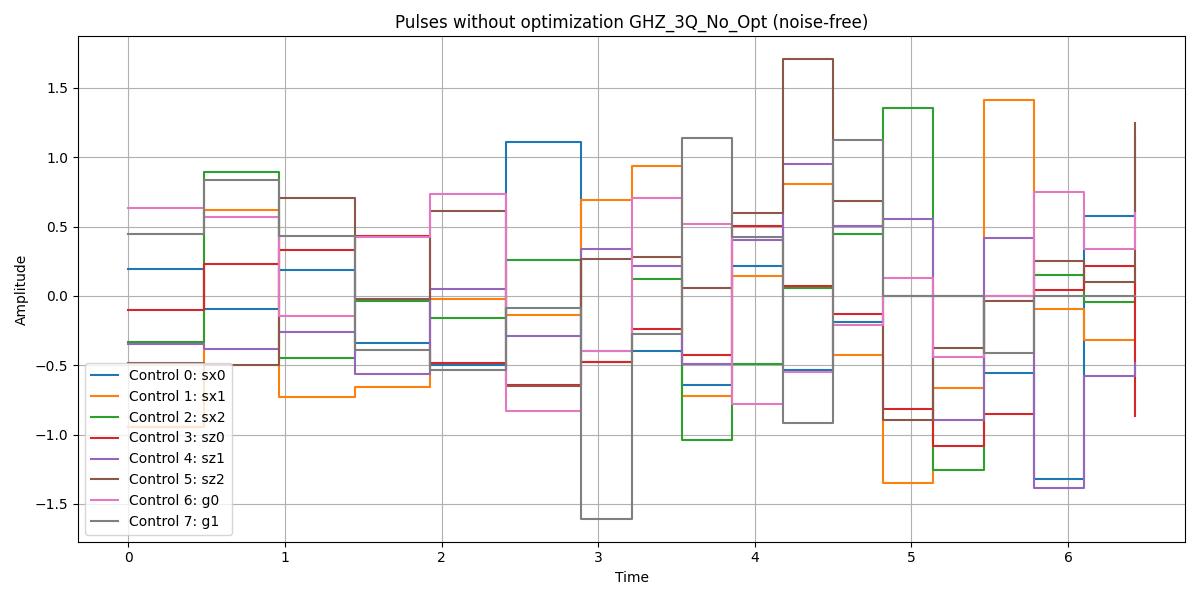 Pulses without optimization GHZ_3Q_No_Opt (noise-free)
Amplitude
1.5
1.0
0.5
0.0
−0.5
−1.0
−1.5
Control 0: sx0
Control 1: sx1
Control 2: sx2
Control 3: sz0
Control 4: sz1
Control 5: sz2
Control 6: g0
Control 7: g1
0 1 2 3 4 5 6
Time